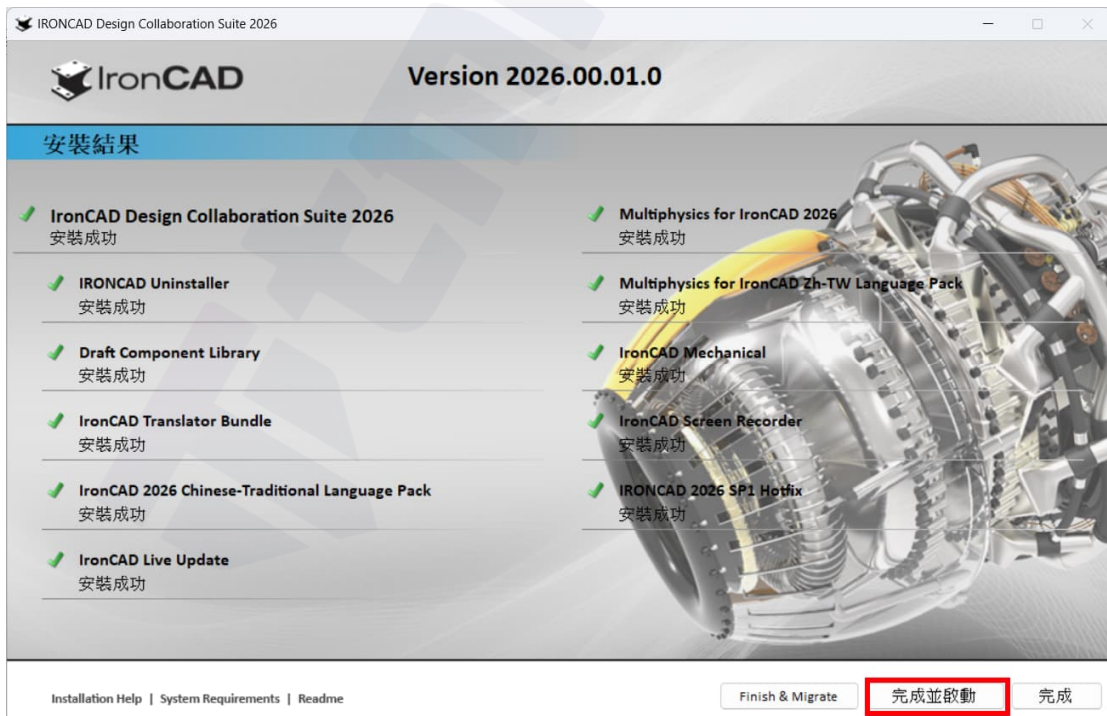 IRONCAD Design Collaboration Suite 2026
IronCAD
Version 2026.00.01.0
安裝結果
IronCAD Design Collaboration Suite 2026
安裝成功
IRONCAD Uninstaller
安裝成功
Draft Component Library
安裝成功
IronCAD Translator Bundle
安裝成功
IronCAD 2026 Chinese-Traditional Language Pack
安裝成功
IronCAD Live Update
安裝成功
Multiphysics for IronCAD 2026
安裝成功
Multiphysics for IronCAD Zh-TW Language Pack
安裝成功
IronCAD Mechanical
安裝成功
IronCAD Screen Recorder
安裝成功
IRONCAD 2026 SP1 Hotfix
安裝成功
Installation Help | System Requirements | Readme
Finish & Migrate
完成並啟動
完成